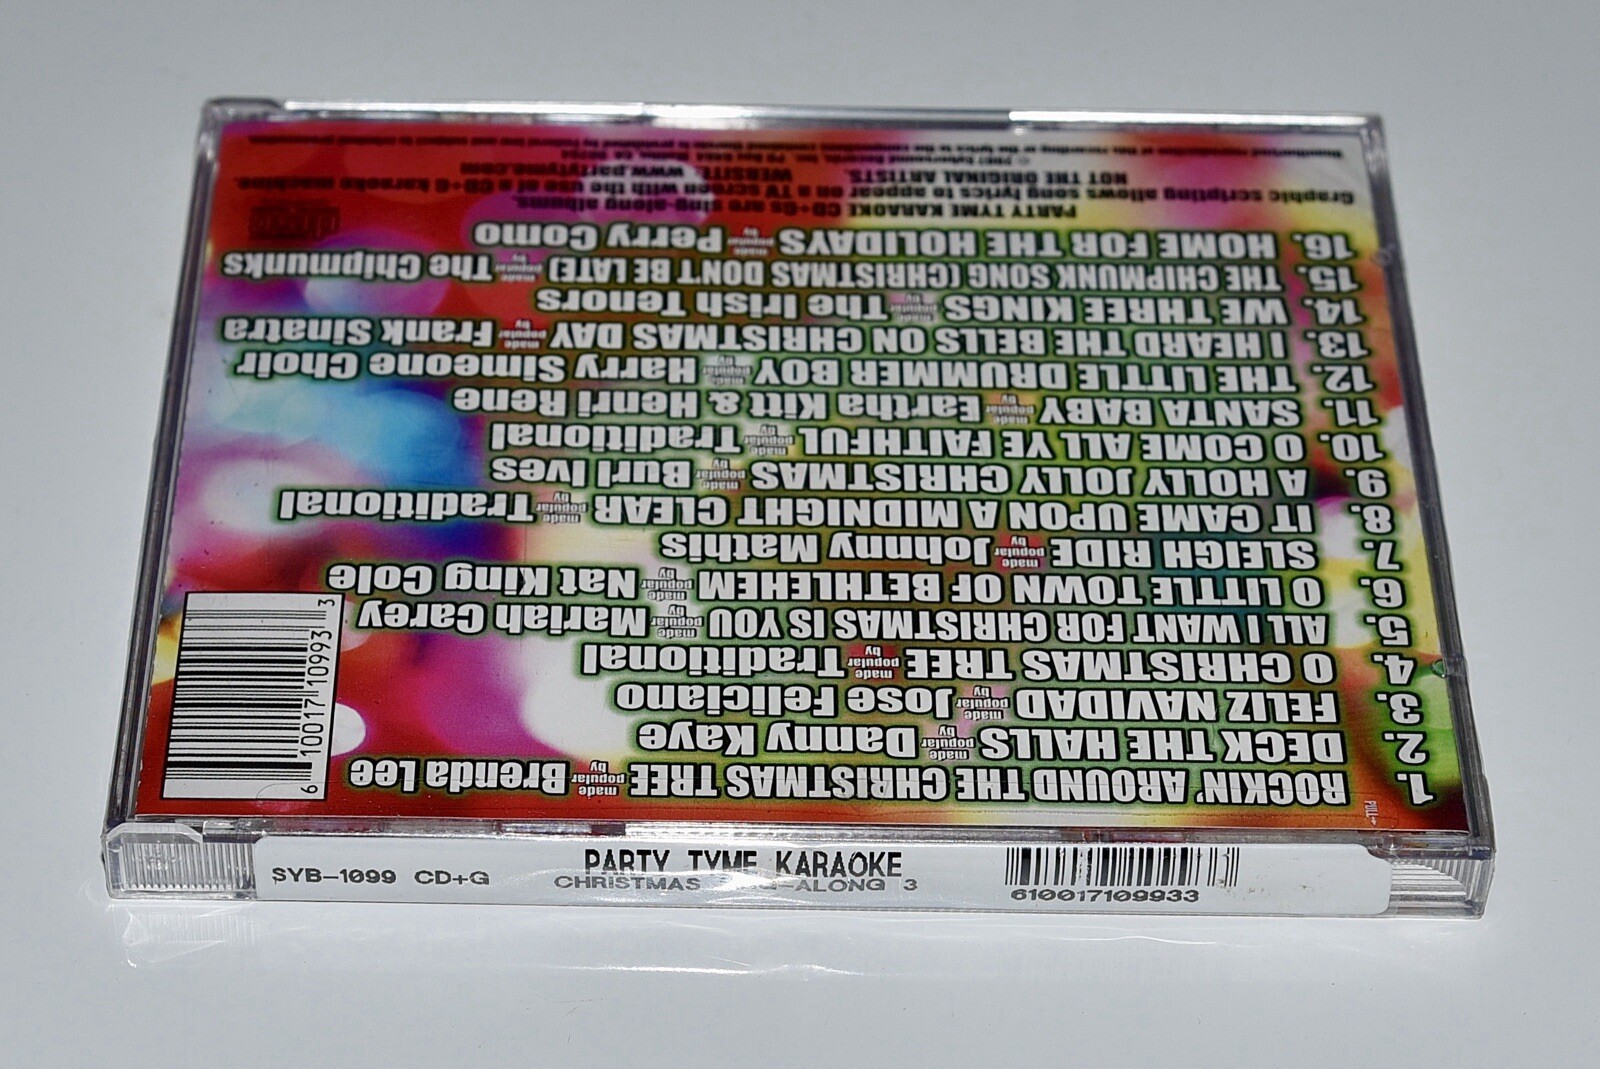 1. ROCKIN' AROUND THE CHRISTMAS TREE made popular by Brenda Lee
2. DECK THE HALLS made popular by Danny Kaye
3. FELIZ NAVIDAD made popular by Jose Feliciano
4. O CHRISTMAS TREE made popular by Traditional
5. ALL I WANT FOR CHRISTMAS IS YOU made popular by Mariah Carey
6. O LITTLE TOWN OF BETHLEHEM made popular by Nat King Cole
7. SLEIGH RIDE made popular by Johnny Mathis
8. IT CAME UPON A MIDNIGHT CLEAR made popular by Traditional
9. A HOLLY JOLLY CHRISTMAS made popular by Burl Ives
10. O COME ALL YE FAITHFUL made popular by Traditional
11. SANTA BABY made popular by Eartha Kitt & Henri Rene
12. THE LITTLE DRUMMER BOY made popular by Harry Simeone Choir
13. I HEARD THE BELLS ON CHRISTMAS DAY made popular by Frank Sinatra
14. WE THREE KINGS made popular by The Irish Tenors
15. THE CHIPMUNK SONG (CHRISTMAS DON'T BE LATE) made popular by The Chipmunks
16. HOME FOR THE HOLIDAYS made popular by Perry Como
PARTY TYME KARAOKE CD+Gs are sing-along albums.
Graphic scripting allows song lyrics to appear on a TV screen with the use of a CD+G karaoke machine.
NOT THE ORIGINAL ARTISTS. WEBSITE: www.partytyme.com
6 10017 10993 3
PULL
SYB-1099 CD+G
PARTY TYME KARAOKE
CHRISTMAS -ALONG 3
610017109933